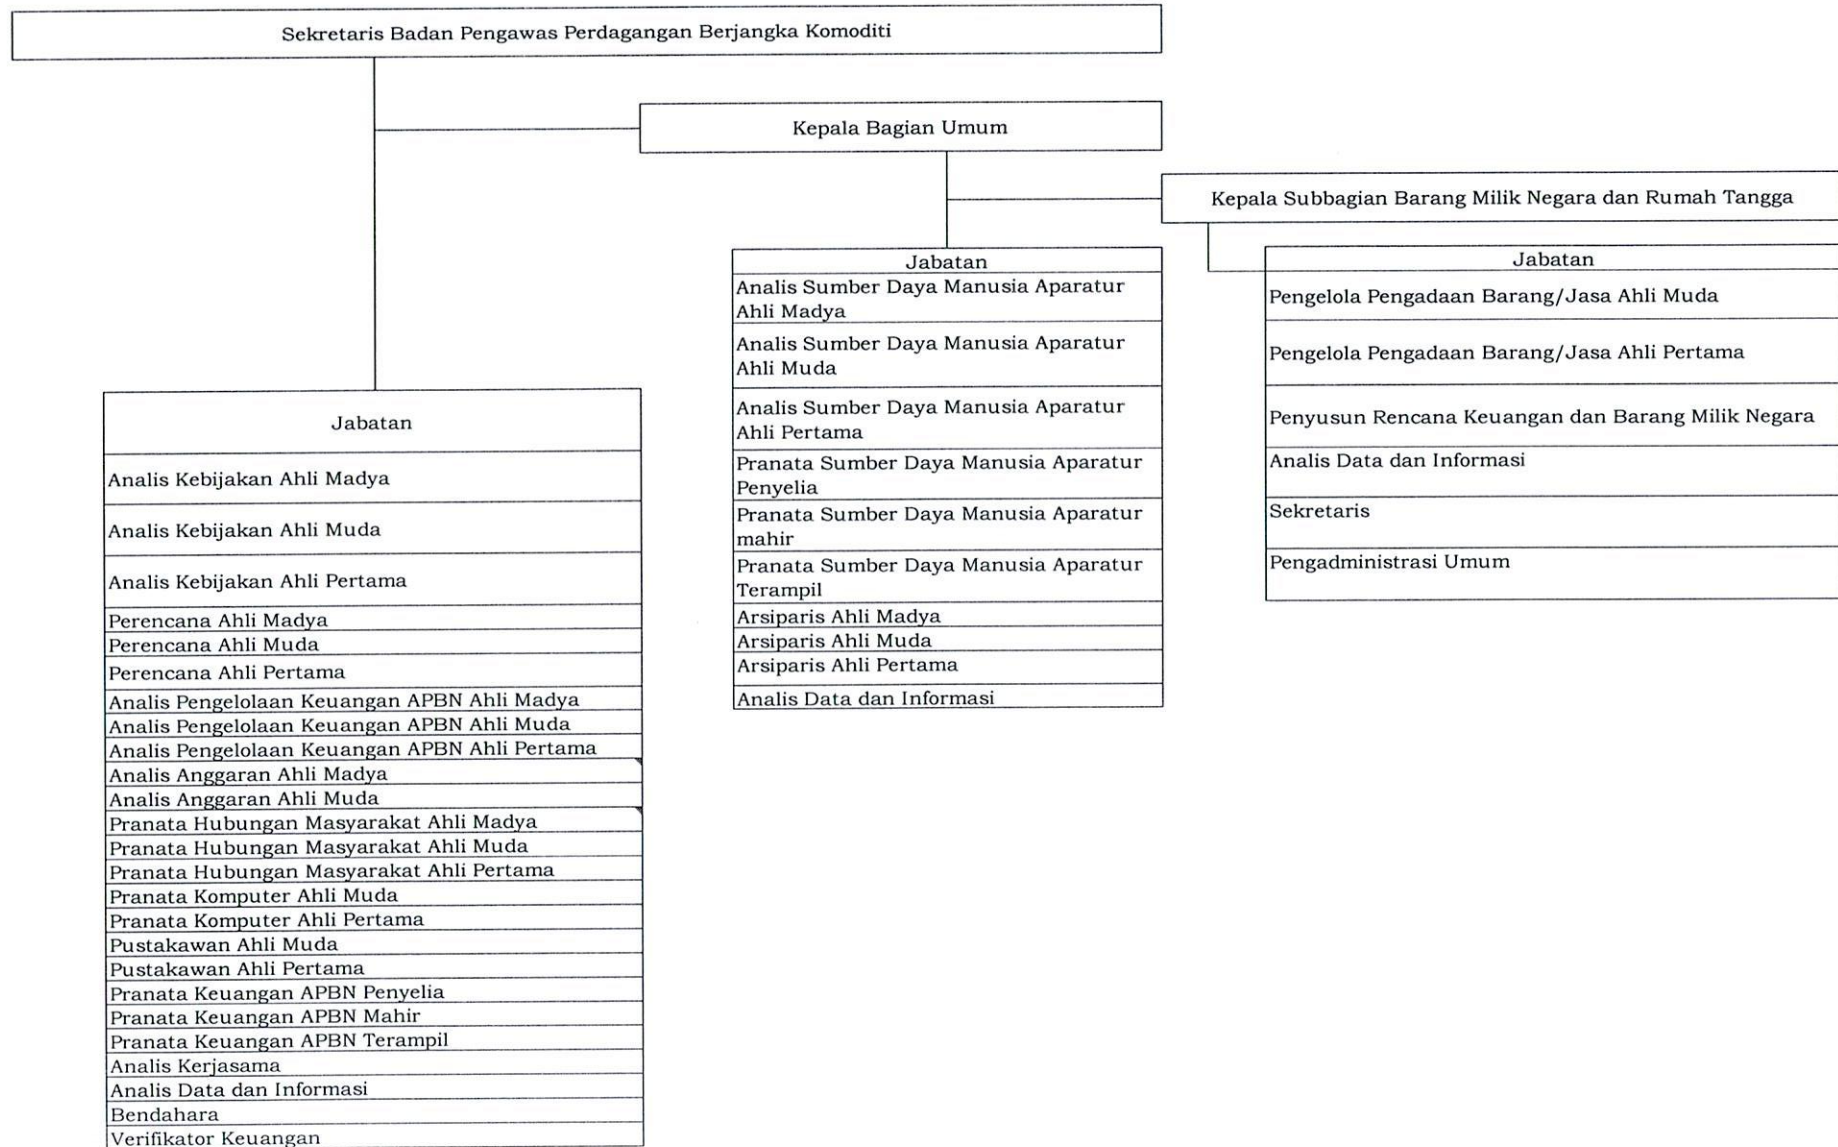 Sekretaris Badan Pengawas Perdagangan Berjangka Komoditi
Kepala Bagian Umum
Kepala Subbagian Barang Milik Negara dan Rumah Tangga
Jabatan
Analis Kebijakan Ahli Madya
Analis Kebijakan Ahli Muda
Analis Kebijakan Ahli Pertama
Perencana Ahli Madya
Perencana Ahli Muda
Perencana Ahli Pertama
Analis Pengelolaan Keuangan APBN Ahli Madya
Analis Pengelolaan Keuangan APBN Ahli Muda
Analis Pengelolaan Keuangan APBN Ahli Pertama
Analis Anggaran Ahli Madya
Analis Anggaran Ahli Muda
Pranata Hubungan Masyarakat Ahli Madya
Pranata Hubungan Masyarakat Ahli Muda
Pranata Hubungan Masyarakat Ahli Pertama
Pranata Komputer Ahli Muda
Pranata Komputer Ahli Pertama
Pustakawan Ahli Muda
Pustakawan Ahli Pertama
Pranata Keuangan APBN Penyelia
Pranata Keuangan APBN Mahir
Pranata Keuangan APBN Terampil
Analis Kerjasama
Analis Data dan Informasi
Bendahara
Verifikator Keuangan
Jabatan
Analis Sumber Daya Manusia Aparatur
Ahli Madya
Analis Sumber Daya Manusia Aparatur
Ahli Muda
Analis Sumber Daya Manusia Aparatur
Ahli Pertama
Pranata Sumber Daya Manusia Aparatur
Penyelia
Pranata Sumber Daya Manusia Aparatur
mahir
Pranata Sumber Daya Manusia Aparatur
Terampil
Arsiparis Ahli Madya
Arsiparis Ahli Muda
Arsiparis Ahli Pertama
Analis Data dan Informasi
Jabatan
Pengelola Pengadaan Barang/Jasa Ahli Muda
Pengelola Pengadaan Barang/Jasa Ahli Pertama
Penyusun Rencana Keuangan dan Barang Milik Negara
Analis Data dan Informasi
Sekretaris
Pengadministrasi Umum